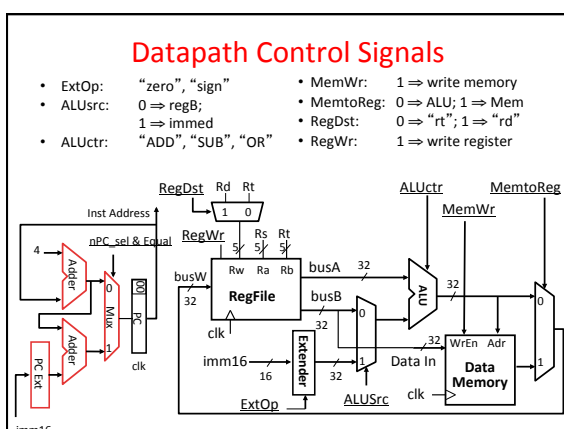 Datapath Control Signals
• ExtOp: "zero", "sign"
• ALUsrc: 0 ⇒ regB;
1 ⇒ immed
• ALUctr: "ADD", "SUB", "OR"
• MemWr: 1 ⇒ write memory
• MemtoReg: 0 ⇒ ALU; 1 ⇒ Mem
• RegDst: 0 ⇒ "rt"; 1 ⇒ "rd"
• RegWr: 1 ⇒ write register
Inst Address
4
Adder
nPC_sel & Equal
0
Mux
1
00
PC
clk
Adder
PC Ext
imm16
RegDst
Rd Rt
1 0
RegWr
Rs Rt
5 5 5
busW
32
Rw Ra Rb
RegFile
clk
busA
32
busB
32
imm16
16
Extender
32
ExtOp
0
1
ALUSrc
ALUctr
ALU
32
MemWr
MemtoReg
32
Data In
WrEn Adr
Data
Memory
clk
0
1